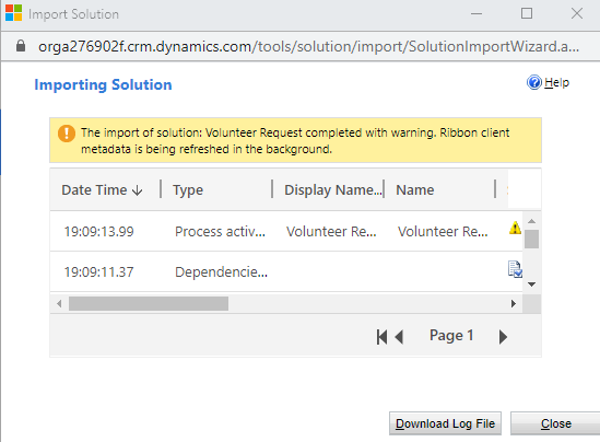 Import Solution
orga276902f.crm.dynamics.com/tools/solution/import/SolutionImportWizard.a...
Importing Solution
Help
The import of solution: Volunteer Request completed with warning. Ribbon client
metadata is being refreshed in the background.
Date Time Type Display Name... Name
19:09:13.99 Process activ... Volunteer Re... Volunteer Re...
19:09:11.37 Dependencie...
Page 1
Download Log File Close